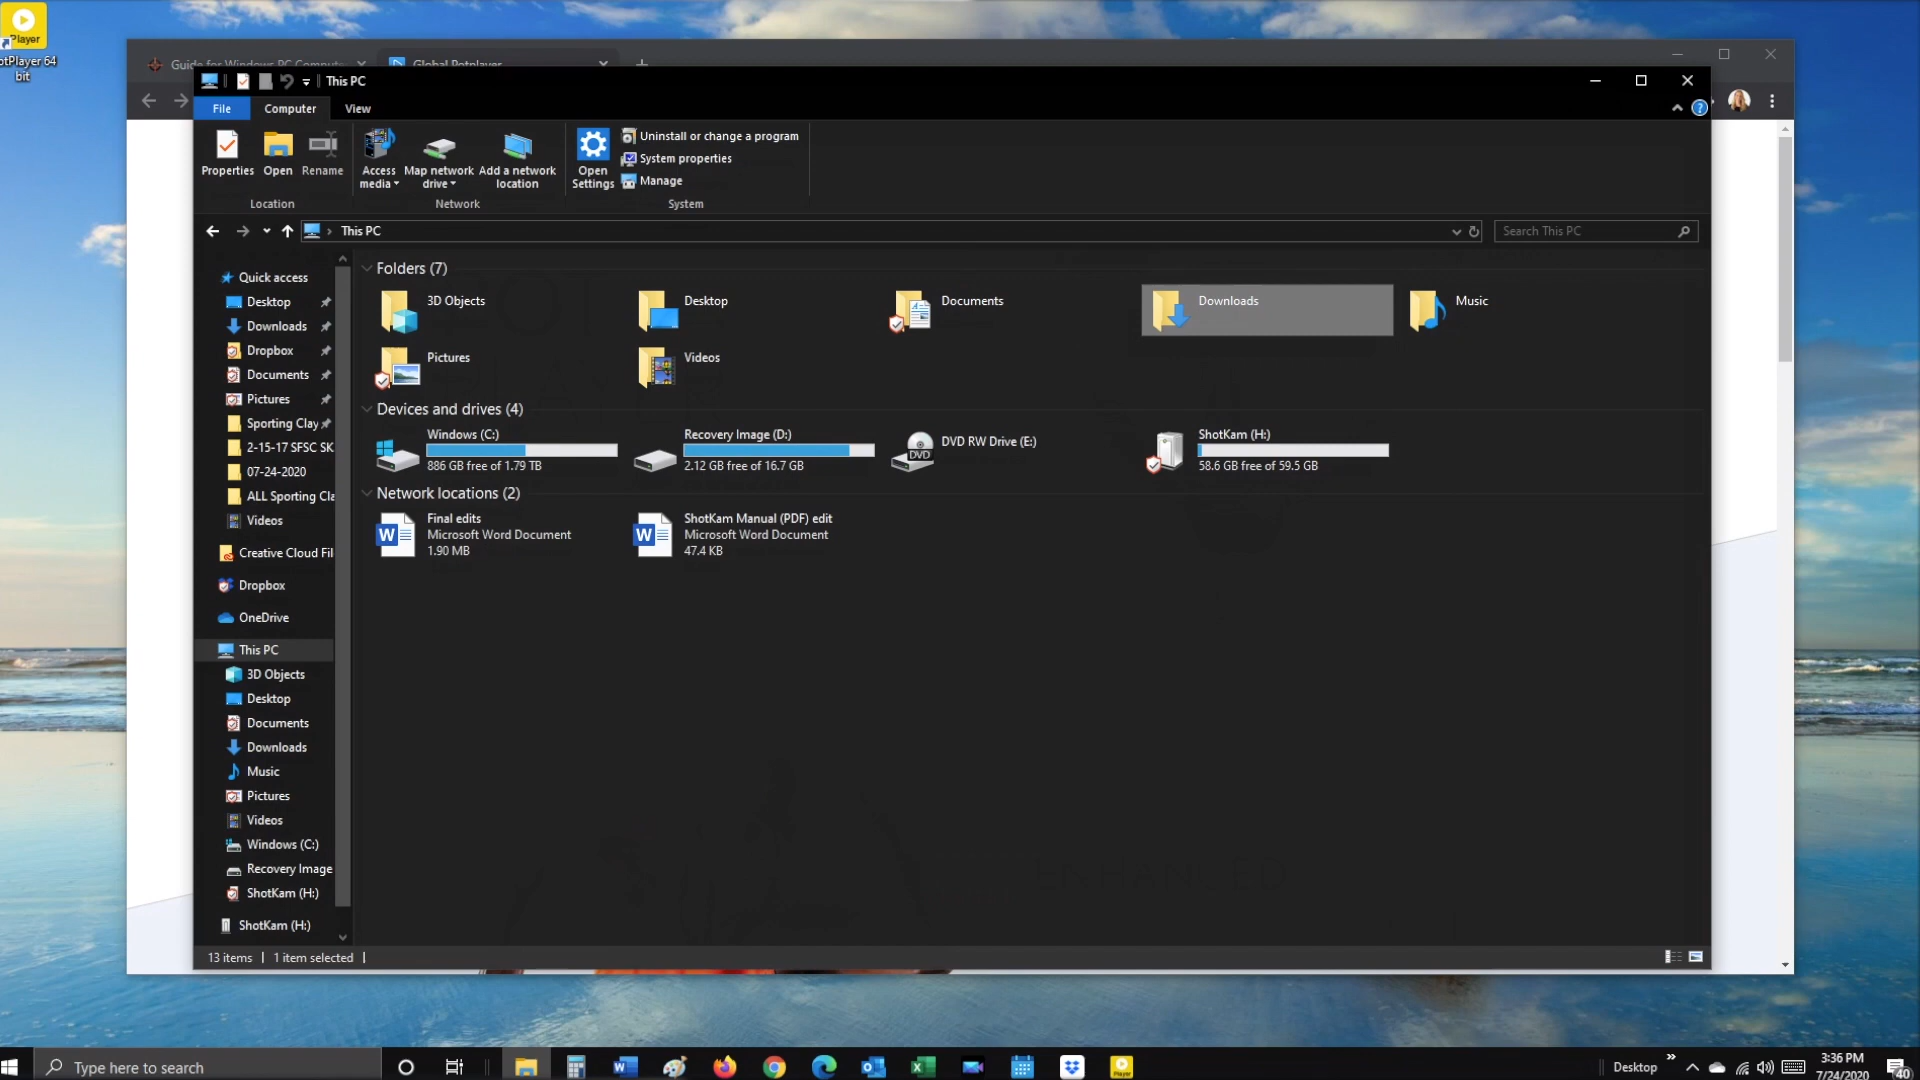 Player
otPlayer 64
bit
Guide for Windows PC Compute
Global Potplayer
This PC
File
Computer
View
Properties
Open
Rename
Access
media
Map network
drive
Add a network
location
Open
Settings
Uninstall or change a program
System properties
Manage
Location
Network
System
This PC
Search This PC
Quick access
Desktop
Downloads
Dropbox
Documents
Pictures
Sporting Clay
2-15-17 SFSC SK
07-24-2020
ALL Sporting Cla
Videos
Creative Cloud Fil
Dropbox
OneDrive
This PC
3D Objects
Desktop
Documents
Downloads
Music
Pictures
Videos
Windows (C:)
Recovery Image
ShotKam (H:)
ShotKam (H:)
Folders (7)
3D Objects
Desktop
Documents
Downloads
Music
Pictures
Videos
Devices and drives (4)
Windows (C:)
886 GB free of 1.79 TB
Recovery Image (D:)
2.12 GB free of 16.7 GB
DVD
DVD RW Drive (E:)
ShotKam (H:)
58.6 GB free of 59.5 GB
Network locations (2)
Final edits
Microsoft Word Document
1.90 MB
ShotKam Manual (PDF) edit
Microsoft Word Document
47.4 KB
ENHANCED
13 items
1 item selected
Type here to search
Player
Desktop
3:36 PM
7/24/2020
40